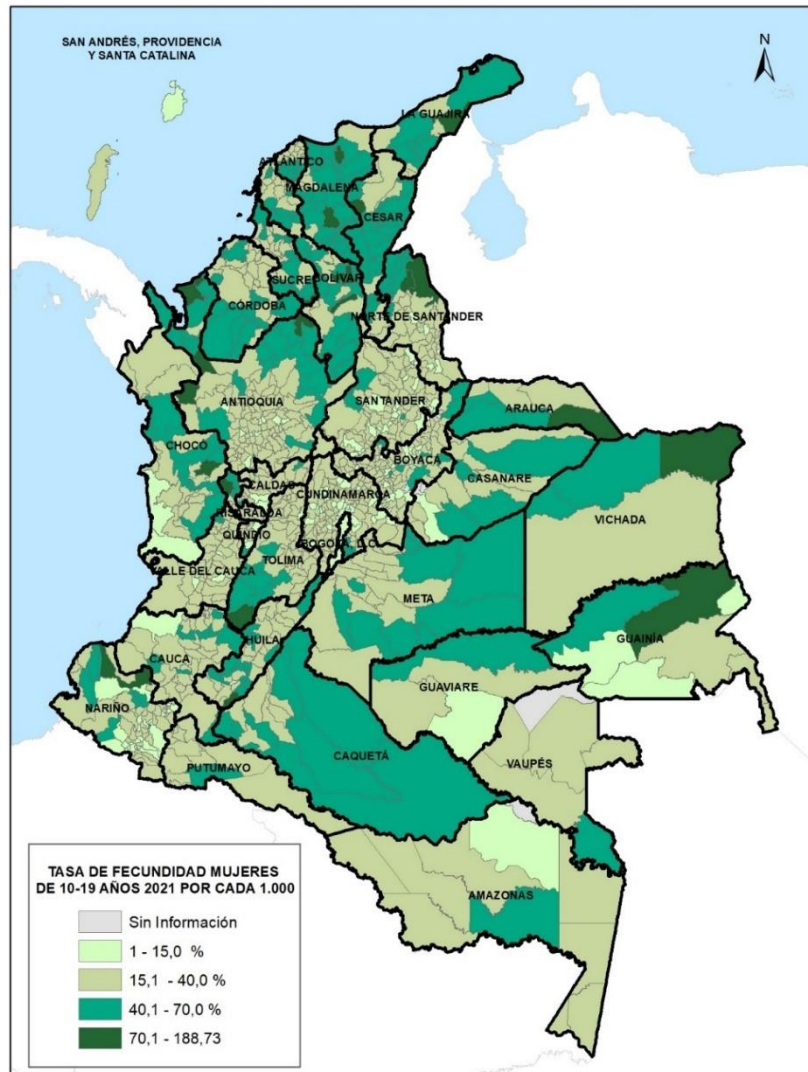 SAN ANDRÉS, PROVIDENCIA
Y SANTA CATALINA
N
LA GUAJIRA
ATLÁNTICO
MAGDALENA
CESAR
SUCRE
BOLÍVAR
CÓRDOBA
NORTE DE SANTANDER
ANTIOQUIA
SANTANDER
ARAUCA
CHOCÓ
BOYACÁ
CALDAS
CASANARE
CUNDINAMARCA
RISARALDA
VICHADA
QUINDIO
BOGOTÁ, D.C.
TOLIMA
VALLE DEL CAUCA
META
GUAINÍA
HUILA
CAUCA
GUAVIARE
NARIÑO
CAQUETÁ
VAUPÉS
PUTUMAYO
AMAZONAS
TASA DE FECUNDIDAD MUJERES
DE 10-19 AÑOS 2021 POR CADA 1.000
Sin Información
1 - 15,0 %
15,1 - 40,0 %
40,1 - 70,0 %
70,1 - 188,73